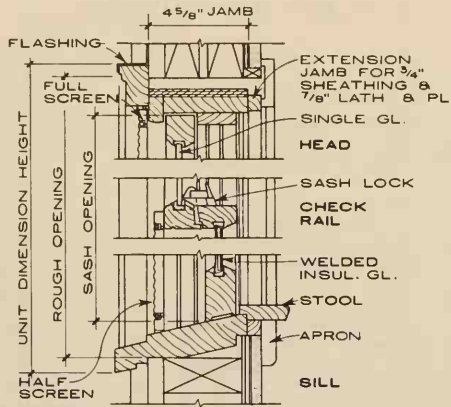 4 5/8" JAMB
FLASHING
EXTENSION
JAMB FOR 3/4"
SHEATHING &
7/8" LATH & PL
FULL
SCREEN
SINGLE GL.
HEAD
SASH LOCK
CHECK
RAIL
UNIT DIMENSION HEIGHT
ROUGH OPENING
SASH OPENING
WELDED
INSUL. GL.
STOOL
APRON
HALF
SCREEN
SILL